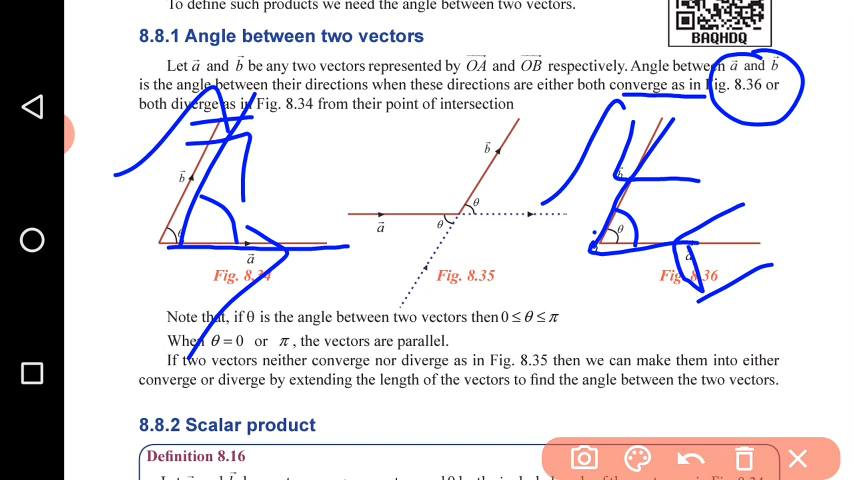 To define such products we need the angle between two vectors.
BAQHDQ
8.8.1 Angle between two vectors
Let a⃗ and b⃗ be any two vectors represented by OA⃗ and OB⃗ respectively. Angle between a⃗ and b⃗
is the angle between their directions when these directions are either both converge as in Fig. 8.36 or
both diverge as in Fig. 8.34 from their point of intersection
b⃗ θ a⃗
b⃗ θ a⃗ θ
b⃗ θ a⃗
Fig. 8.34 Fig. 8.35 Fig. 8.36
Note that, if θ is the angle between two vectors then 0 ≤ θ ≤ π
When θ = 0 or π, the vectors are parallel.
If two vectors neither converge nor diverge as in Fig. 8.35 then we can make them into either
converge or diverge by extending the length of the vectors to find the angle between the two vectors.
8.8.2 Scalar product
Definition 8.16